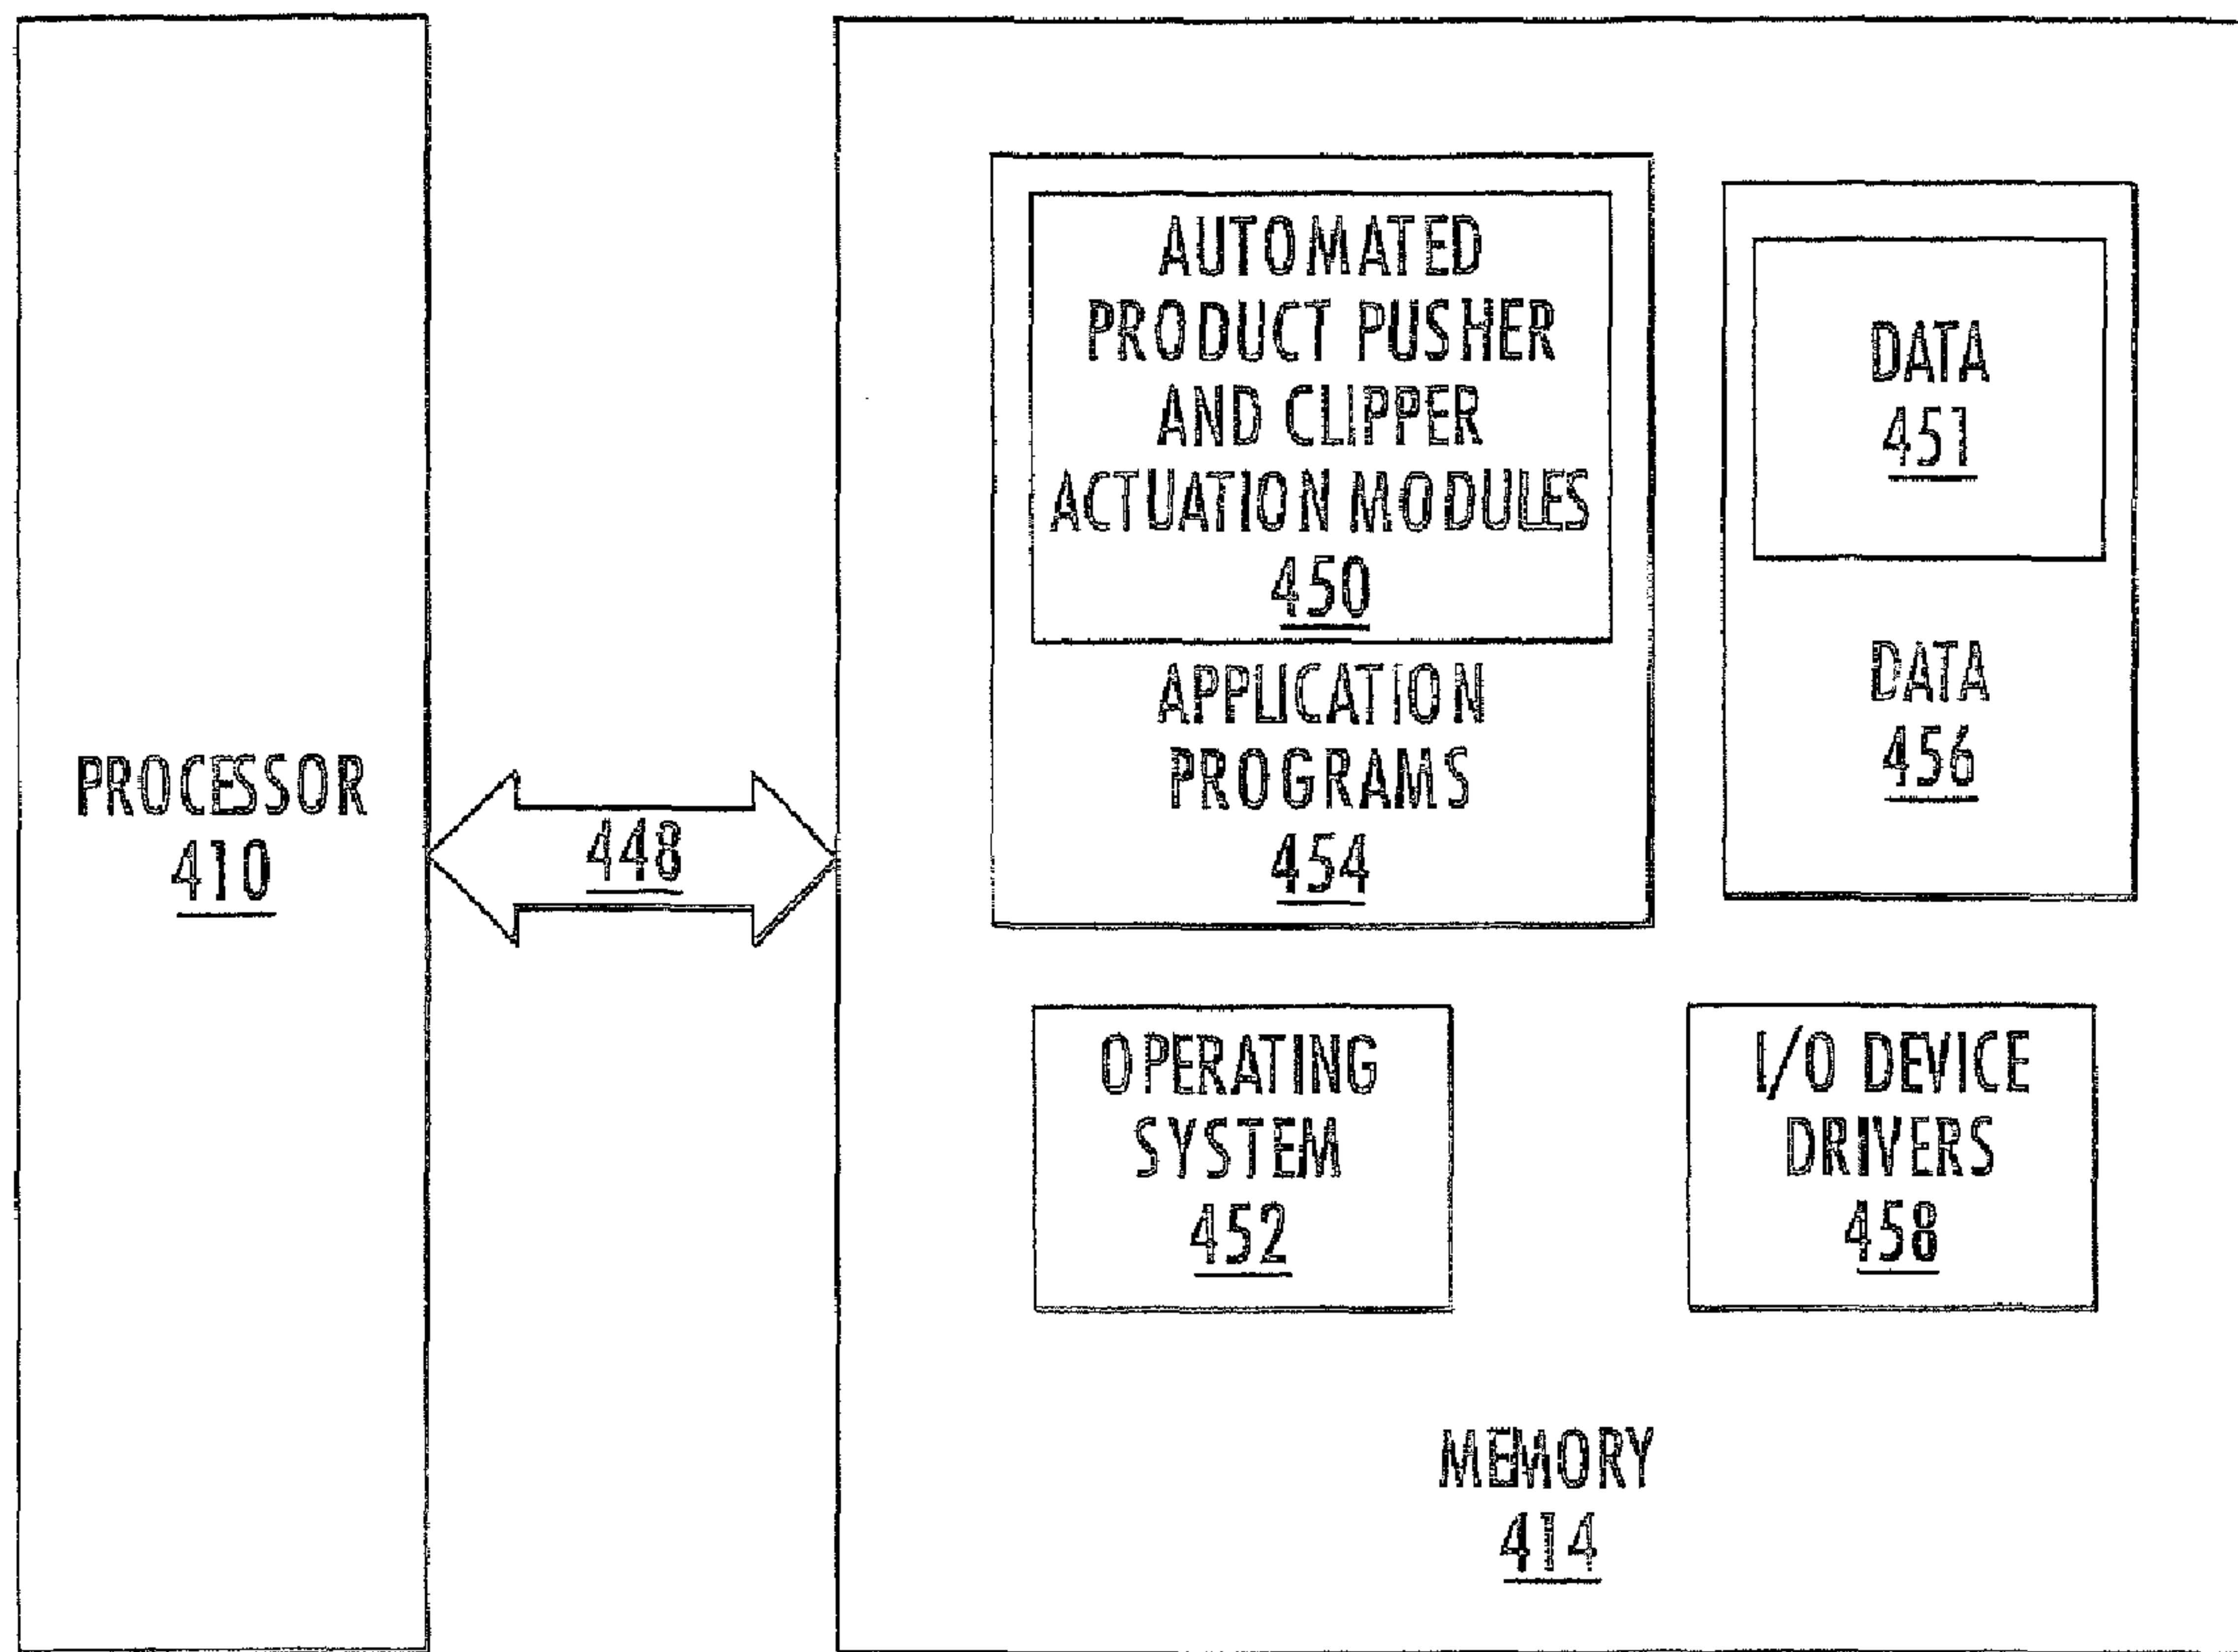 PROCESSOR
410
448
AUTOMATED
PRODUCT PUSHER
AND CLIPPER
ACTUATION MODULES
450
APPLICATION
PROGRAMS
454
DATA
451
DATA
456
OPERATING
SYSTEM
452
I/O DEVICE
DRIVERS
458
MEMORY
414